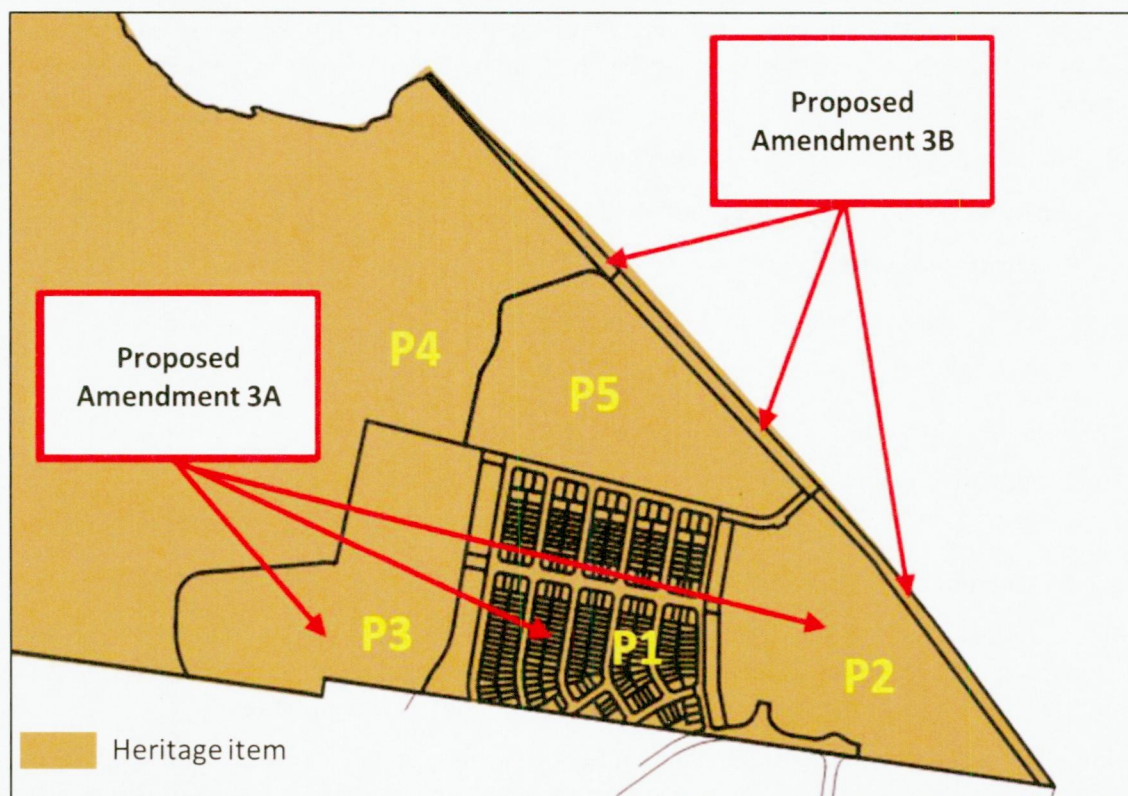 Proposed
Amendment 3B
Proposed
Amendment 3A
P4
P5
P3
P1
P2
Heritage item